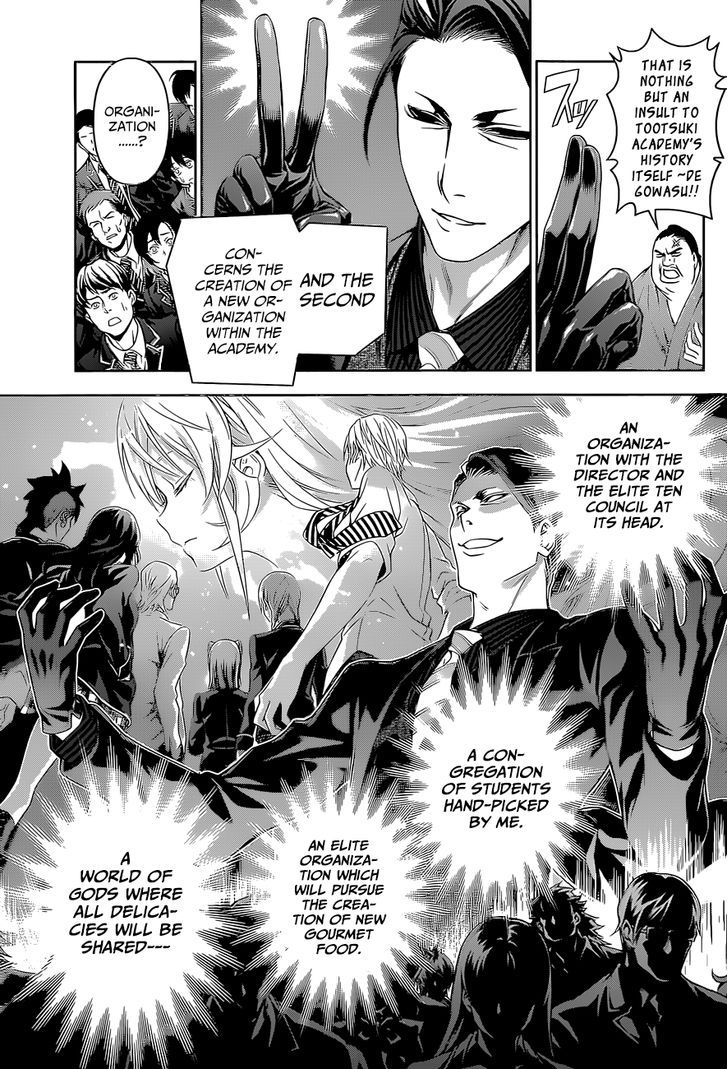 THAT IS
NOTHING
BUT AN
INSULT TO
TOOTSUKI
ACADEMY'S
HISTORY
ITSELF ~DE
GOWASU!!
スッ
AND THE
SECOND
CON-
CERNS THE
CREATION OF
A NEW OR-
GANIZATION
WITHIN THE
ACADEMY.
ORGANI-
ZATION
......?
AN
ORGANIZA-
TION WITH THE
DIRECTOR AND
THE ELITE TEN
COUNCIL AT
ITS HEAD.
A CON-
GREGATION
OF STUDENTS
HAND-PICKED
BY ME.
AN ELITE
ORGANIZA-
TION WHICH
WILL PURSUE
THE CREA-
TION OF NEW
GOURMET
FOOD.
A
WORLD OF
GODS WHERE
ALL DELICA-
CIES WILL BE
SHARED---